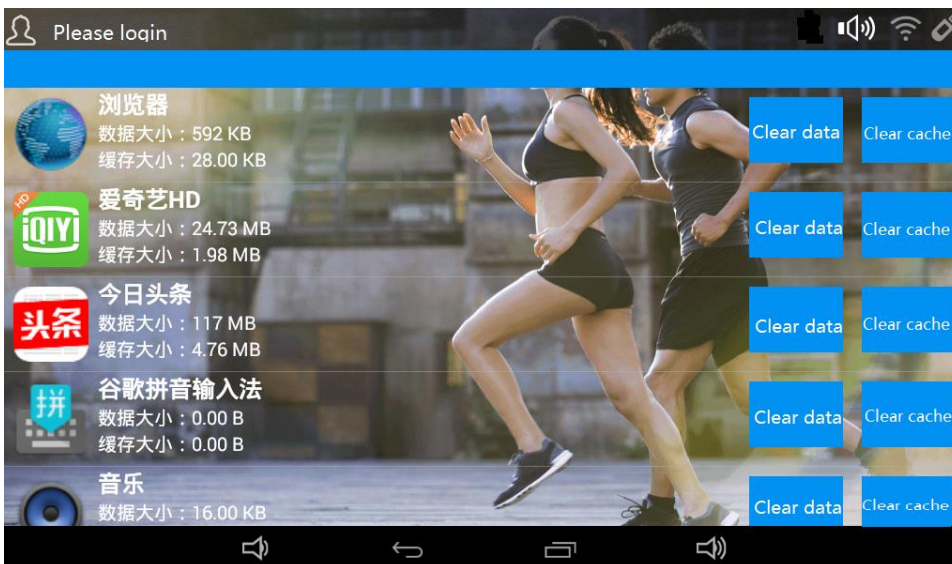 Please login
浏览器
数据大小：592 KB
缓存大小：28.00 KB
Clear data
Clear cache
HD
iQIYI
爱奇艺HD
数据大小：24.73 MB
缓存大小：1.98 MB
Clear data
Clear cache
头条
今日头条
数据大小：117 MB
缓存大小：4.76 MB
Clear data
Clear cache
拼
谷歌拼音输入法
数据大小：0.00 B
缓存大小：0.00 B
Clear data
Clear cache
音乐
数据大小：16.00 KB
Clear data
Clear cache